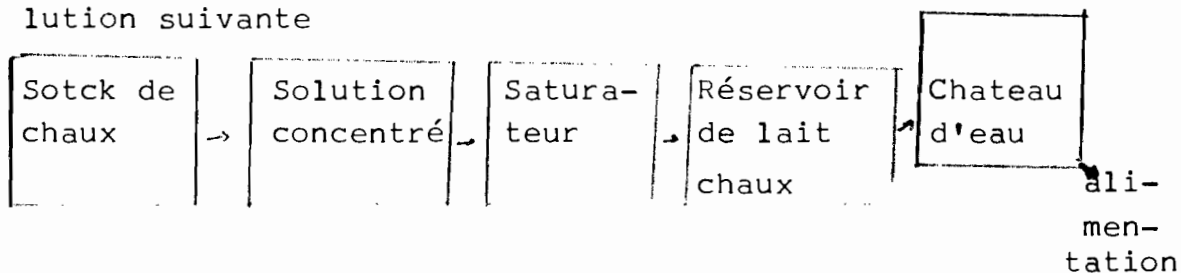 lution suivante
Sotck de
chaux
→
Solution
concentré
→
Satura-
teur
→
Réservoir
de lait
chaux
→
Chateau
d'eau
ali-
men-
tation